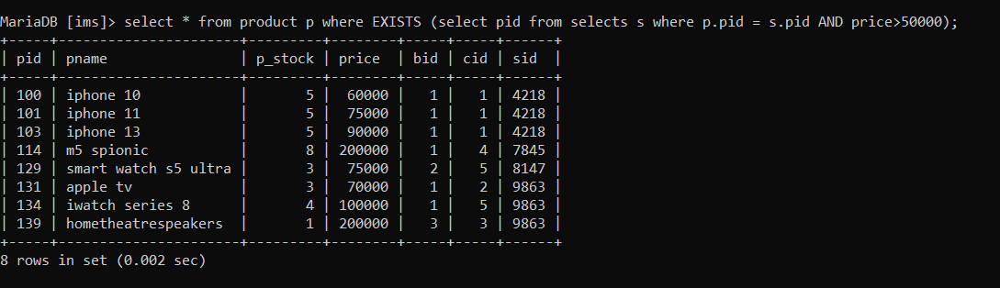 MariaDB [ims]> select * from product p where EXISTS (select pid from selects s where p.pid = s.pid AND price>50000);
+-----+----------------------+---------+--------+-----+-----+------+
| pid | pname                | p_stock | price  | bid | cid | sid  |
+-----+----------------------+---------+--------+-----+-----+------+
| 100 | iphone 10            |       5 |  60000 |   1 |   1 | 4218 |
| 101 | iphone 11            |       5 |  75000 |   1 |   1 | 4218 |
| 103 | iphone 13            |       5 |  90000 |   1 |   1 | 4218 |
| 114 | m5 spionic           |       8 | 200000 |   1 |   4 | 7845 |
| 129 | smart watch s5 ultra |       3 |  75000 |   2 |   5 | 8147 |
| 131 | apple tv             |       3 |  70000 |   1 |   2 | 9863 |
| 134 | iwatch series 8      |       4 | 100000 |   1 |   5 | 9863 |
| 139 | hometheatrespeakers  |       1 | 200000 |   3 |   3 | 9863 |
+-----+----------------------+---------+--------+-----+-----+------+
8 rows in set (0.002 sec)